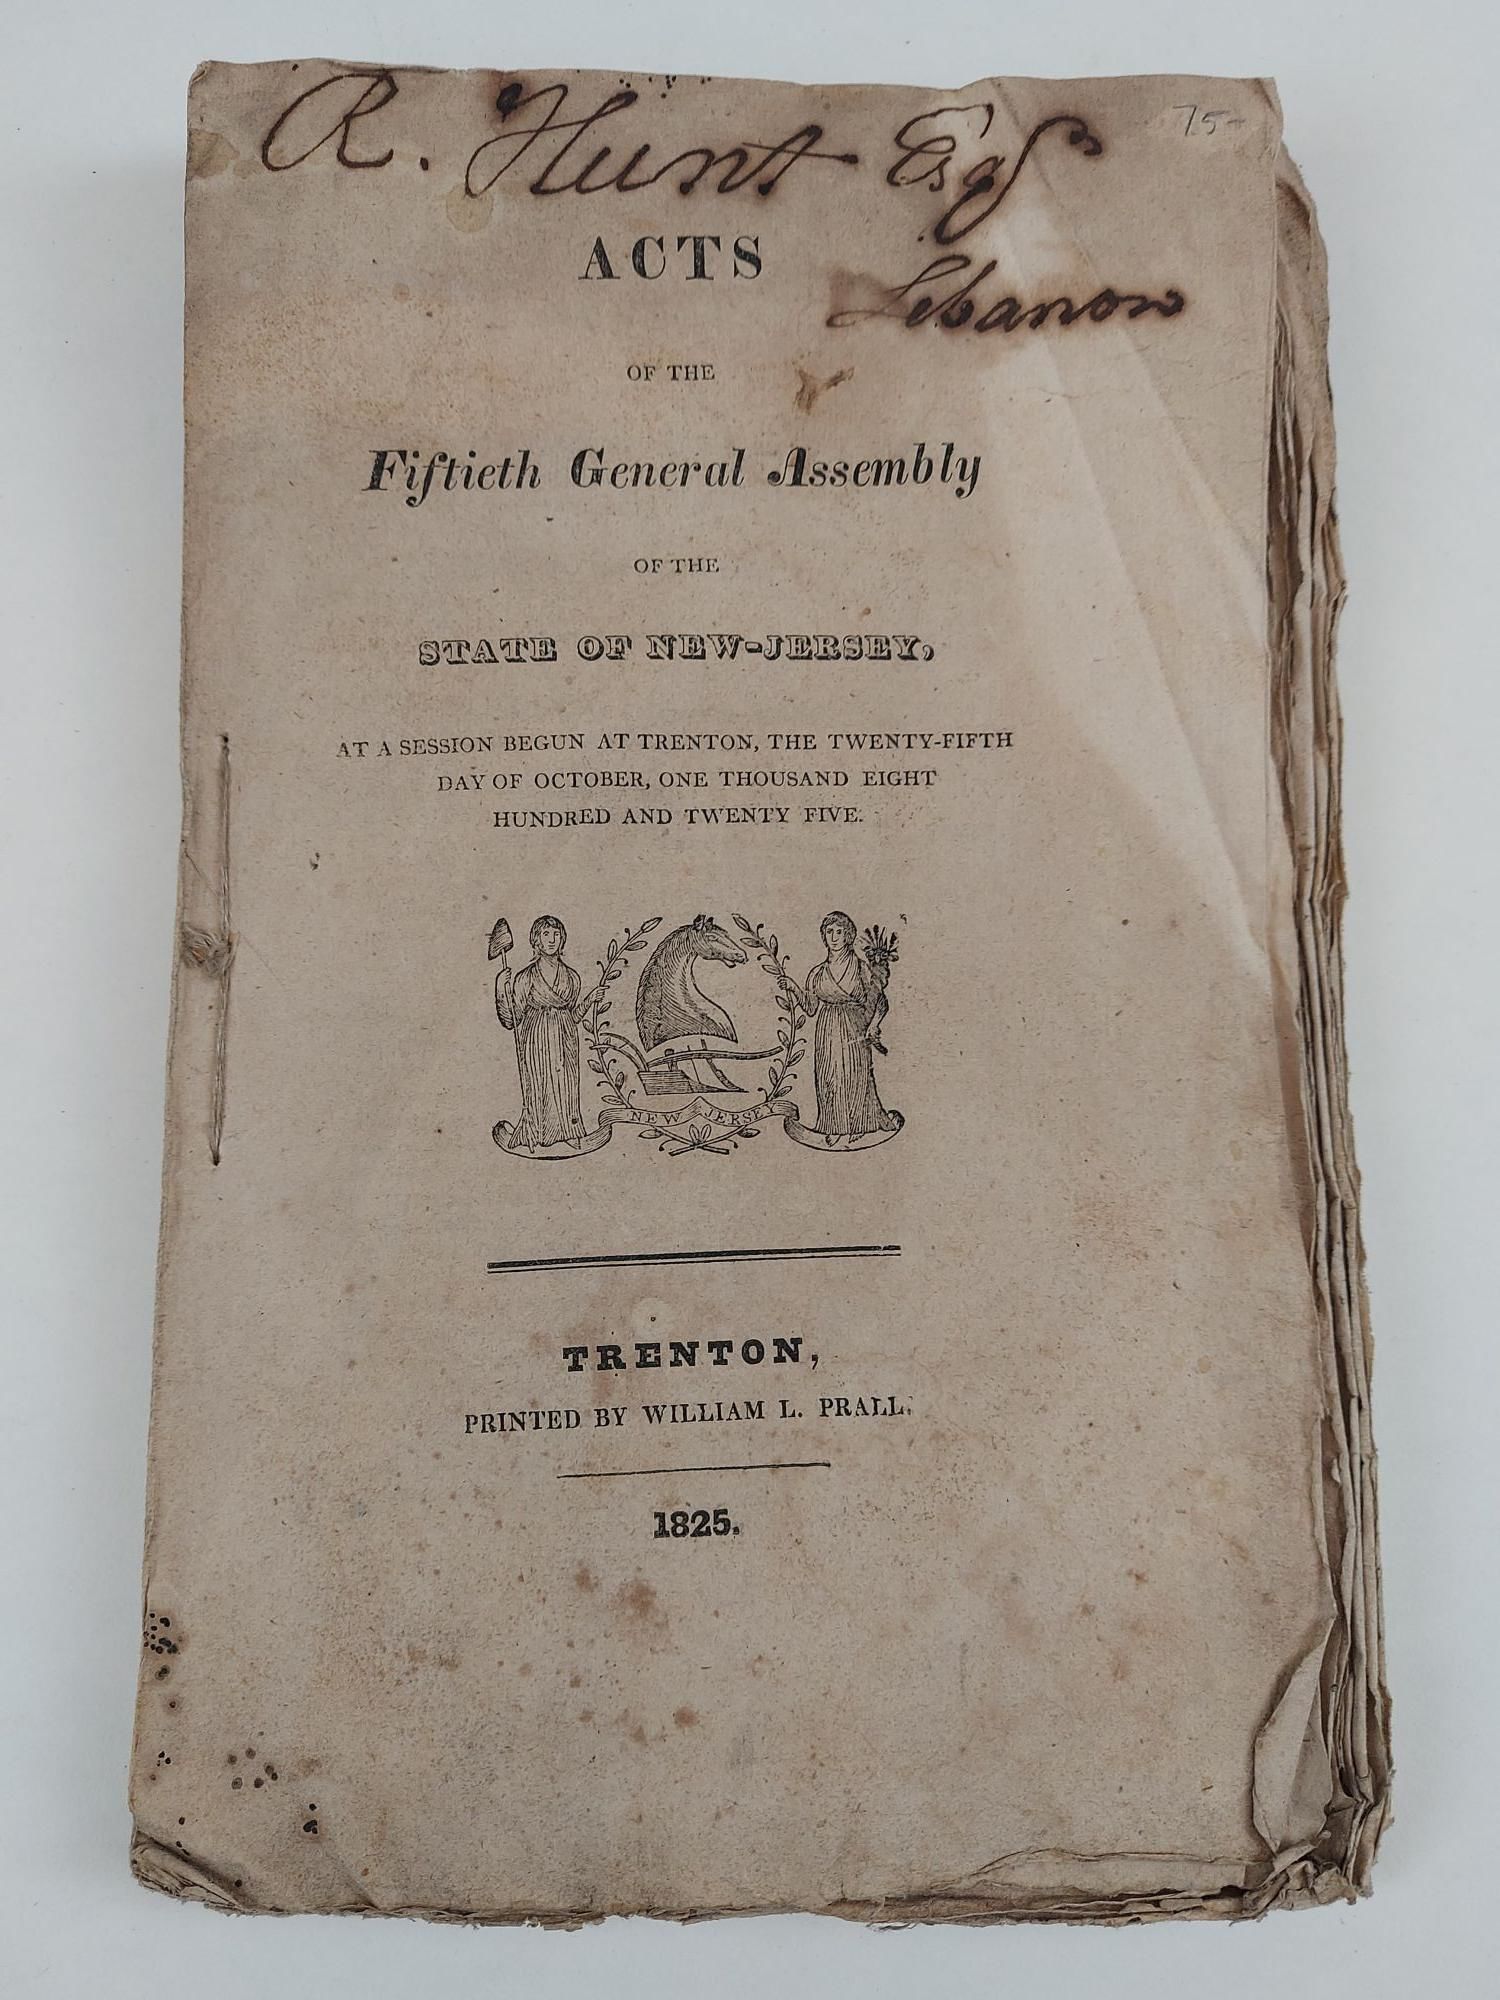 75-
R. Hunt Esqr
ACTS
Lebanon
OF THE
Fiftieth General Assembly
OF THE
STATE OF NEW-JERSEY,
AT A SESSION BEGUN AT TRENTON, THE TWENTY-FIFTH
DAY OF OCTOBER, ONE THOUSAND EIGHT
HUNDRED AND TWENTY FIVE.
NEW JERSEY
TRENTON,
PRINTED BY WILLIAM L. PRALL.
1825.